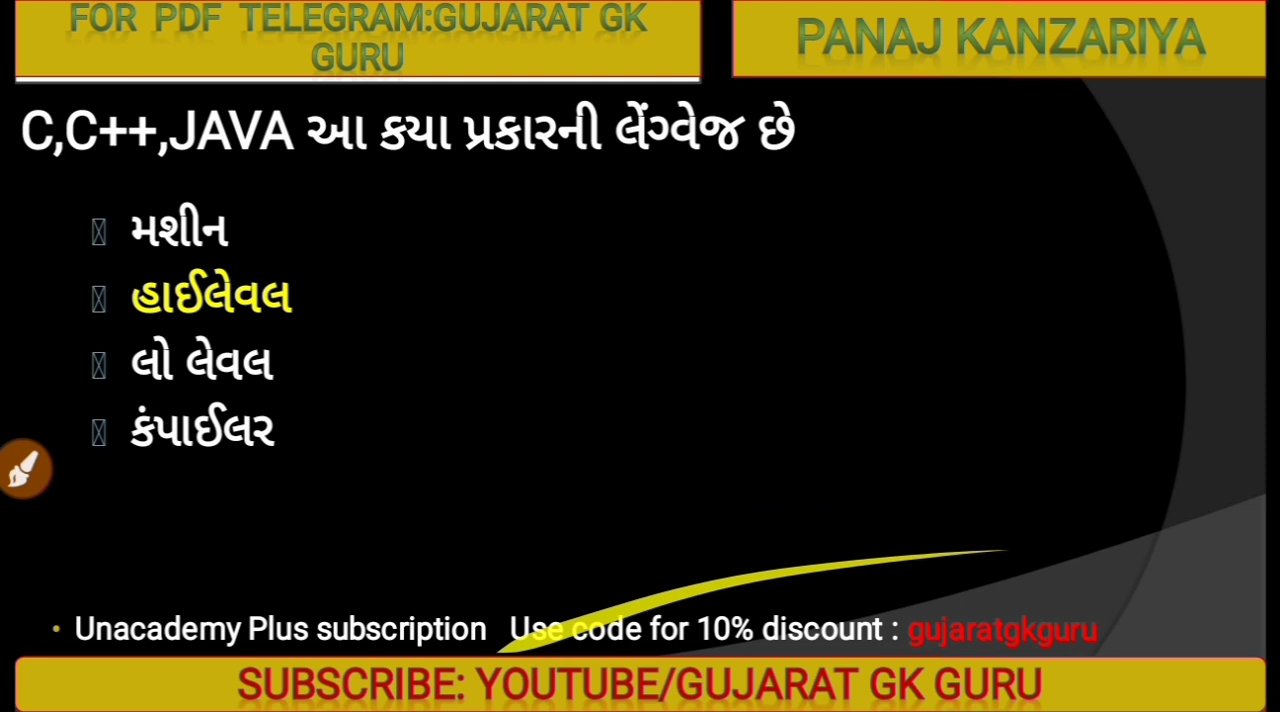 FOR PDF TELEGRAM:GUJARAT GK
GURU
PANAJ KANZARIYA
C,C++,JAVA આ કયા પ્રકારની લેંગ્વેજ છે
મશીન
હાઈલેવલ
લો લેવલ
કંપાઈલર
Unacademy Plus subscription Use code for 10% discount : gujaratgkguru
SUBSCRIBE: YOUTUBE/GUJARAT GK GURU